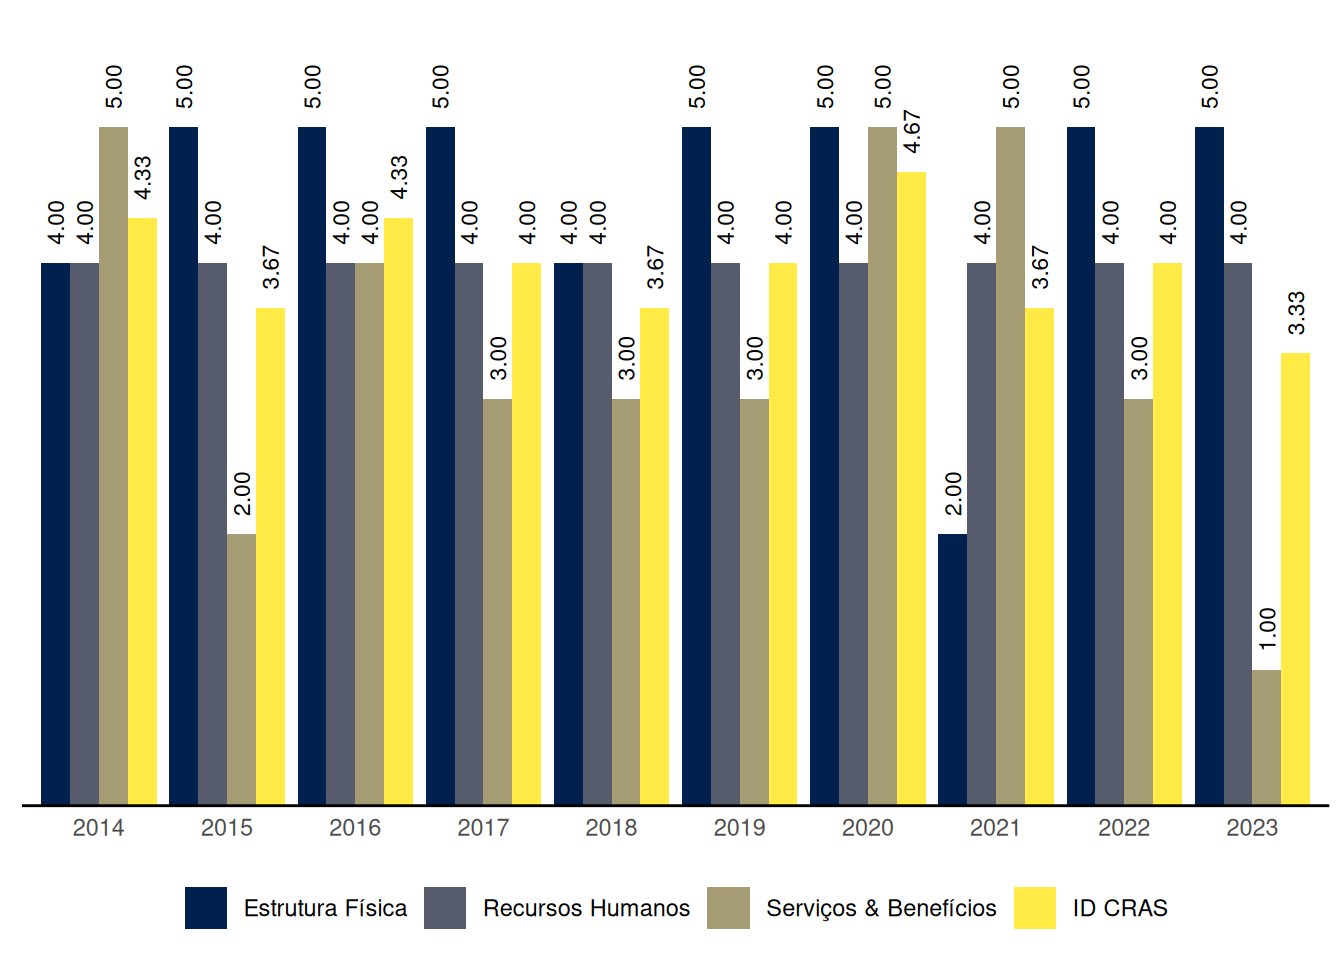 4.00 4.00 5.00 4.33
5.00 4.00 2.00 3.67
5.00 4.00 4.00 4.33
5.00 4.00 3.00 4.00
4.00 4.00 3.00 3.67
5.00 4.00 3.00 4.00
5.00 4.00 5.00 4.67
2.00 4.00 5.00 3.67
5.00 4.00 3.00 4.00
5.00 4.00 1.00 3.33
2014 2015 2016 2017 2018 2019 2020 2021 2022 2023
Estrutura Física Recursos Humanos Serviços & Benefícios ID CRAS